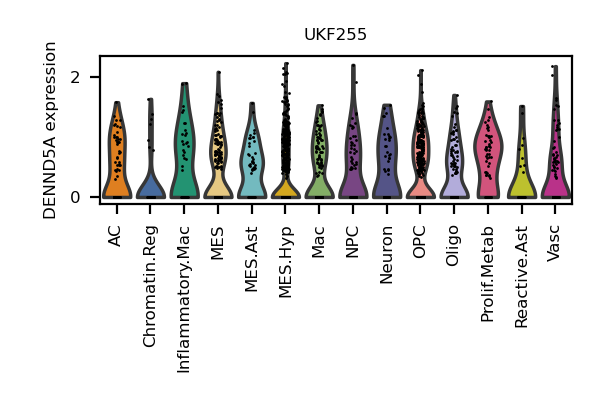 UKF255
DENND5A expression
2
0
AC
Chromatin.Reg
Inflammatory.Mac
MES
MES.Ast
MES.Hyp
Mac
NPC
Neuron
OPC
Oligo
Prolif.Metab
Reactive.Ast
Vasc